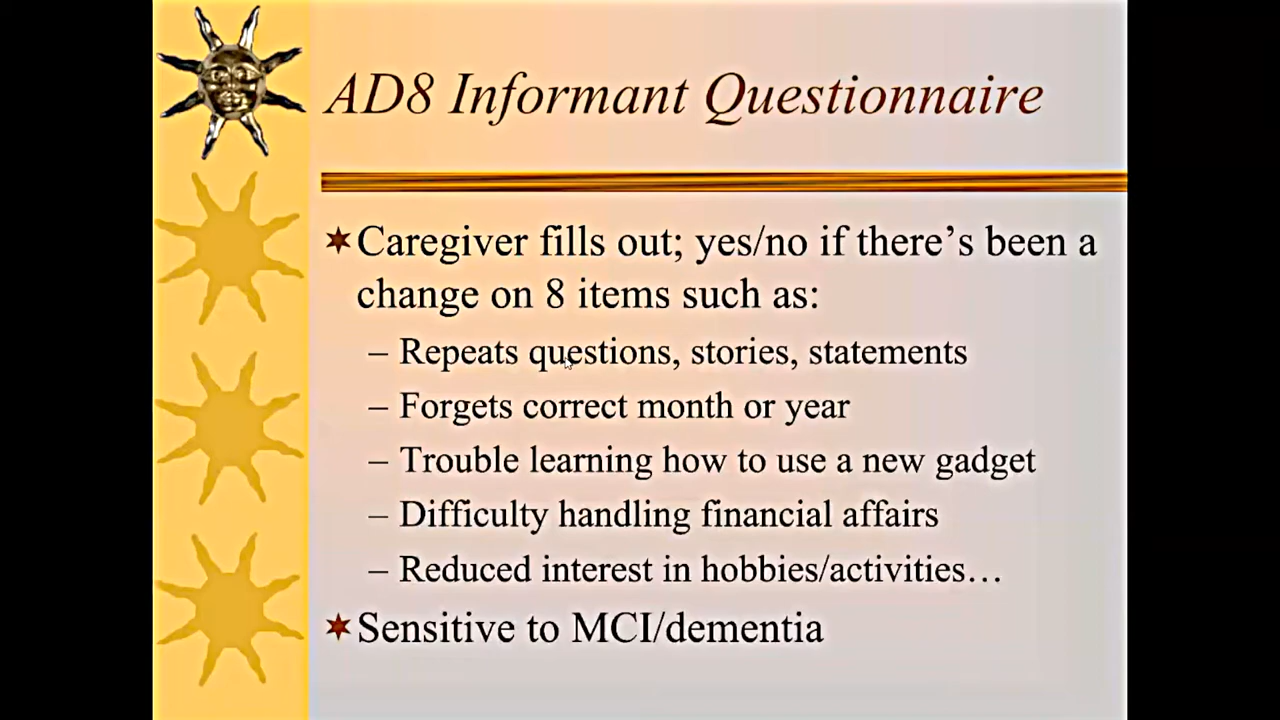 AD8 Informant Questionnaire
Caregiver fills out; yes/no if there’s been a
change on 8 items such as:
– Repeats questions, stories, statements
– Forgets correct month or year
– Trouble learning how to use a new gadget
– Difficulty handling financial affairs
– Reduced interest in hobbies/activities…
Sensitive to MCI/dementia